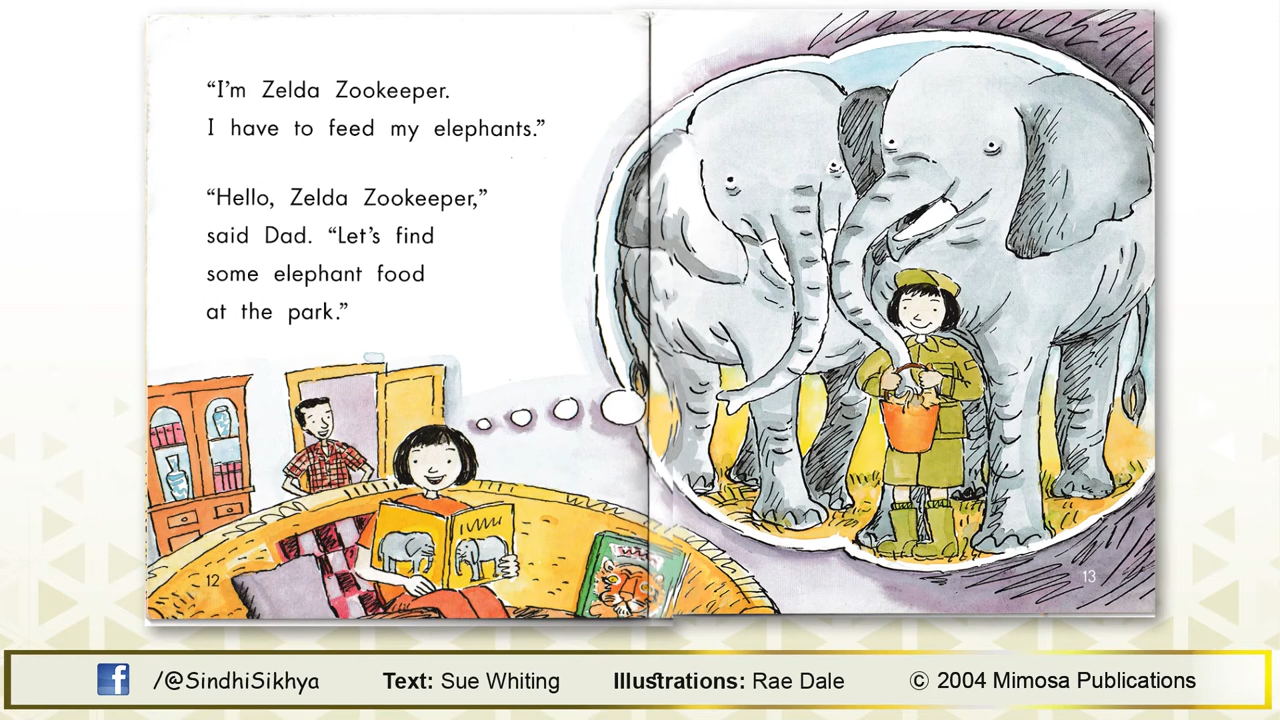 “I’m Zelda Zookeeper.
I have to feed my elephants.”
“Hello, Zelda Zookeeper,”
said Dad. “Let’s find
some elephant food
at the park.”
12
13
f /@SindhiSikhya Text: Sue Whiting Illustrations: Rae Dale © 2004 Mimosa Publications